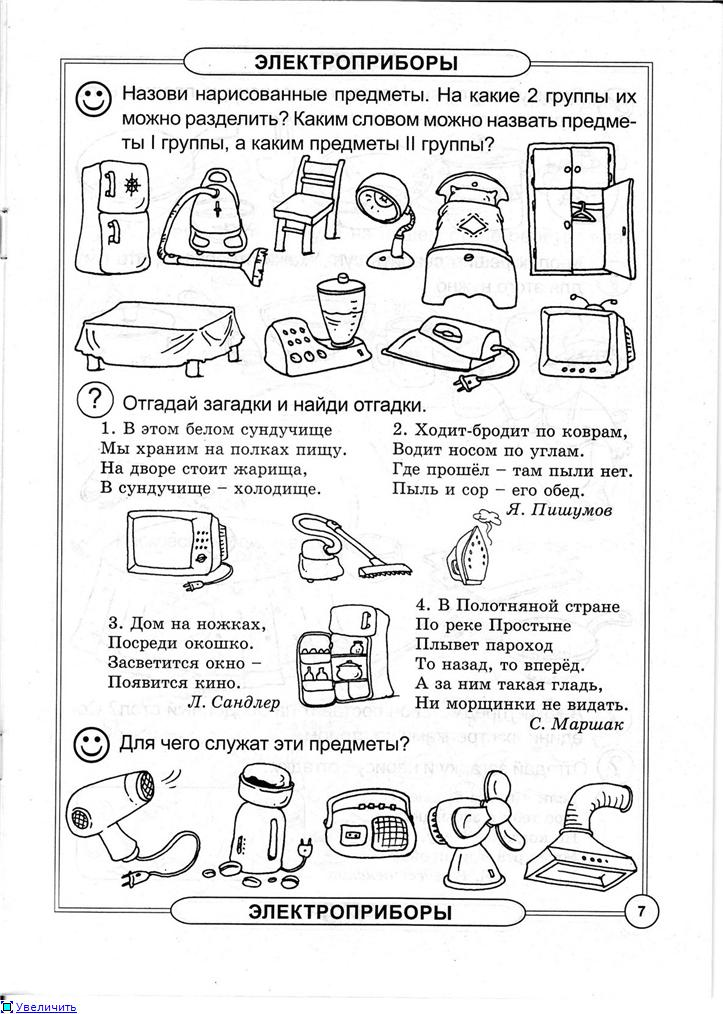 ЭЛЕКТРОПРИБОРЫ
Назови нарисованные предметы. На какие 2 группы их
можно разделить? Каким словом можно назвать предме-
ты I группы, а каким предметы II группы?
? Отгадай загадки и найди отгадки.
1. В этом белом сундучище
Мы храним на полках пищу.
На дворе стоит жарища,
В сундучище – холодище.
2. Ходит-бродит по коврам,
Водит носом по углам.
Где прошёл – там пыли нет.
Пыль и сор – его обед.
Я. Пишумов
3. Дом на ножках,
Посреди окошко.
Засветится окно –
Появится кино.
Л. Сандлер
4. В Полотняной стране
По реке Простыне
Плывет пароход
То назад, то вперёд.
А за ним такая гладь,
Ни морщинки не видать.
С. Маршак
Для чего служат эти предметы?
ЭЛЕКТРОПРИБОРЫ
7
Увеличить